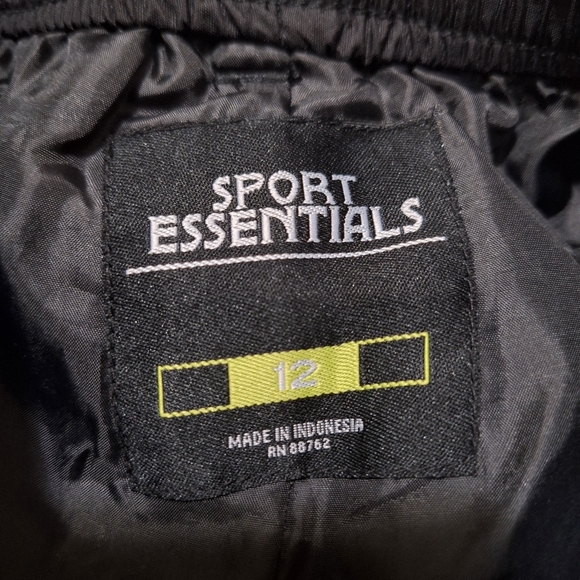 SPORT
ESSENTIALS
12
MADE IN INDONESIA
RN 88762